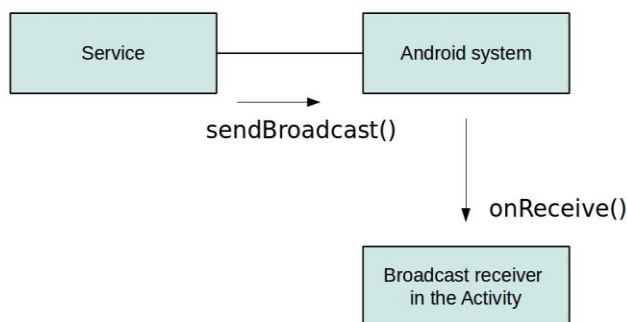 Service
Android system
sendBroadcast()
onReceive()
Broadcast receiver
in the Activity